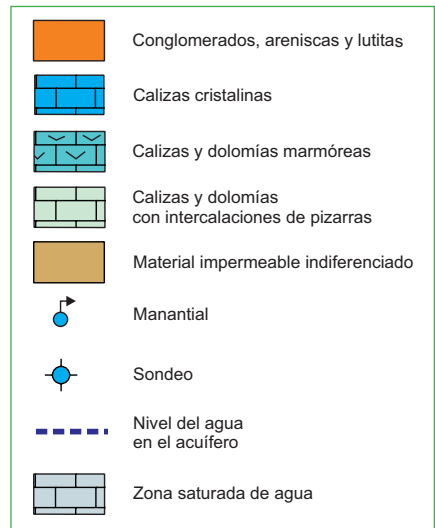 Conglomerados, areniscas y lutitas
Calizas cristalinas
Calizas y dolomías marmóreas
Calizas y dolomías
con intercalaciones de pizarras
Material impermeable indiferenciado
Manantial
Sondeo
Nivel del agua
en el acuífero
Zona saturada de agua